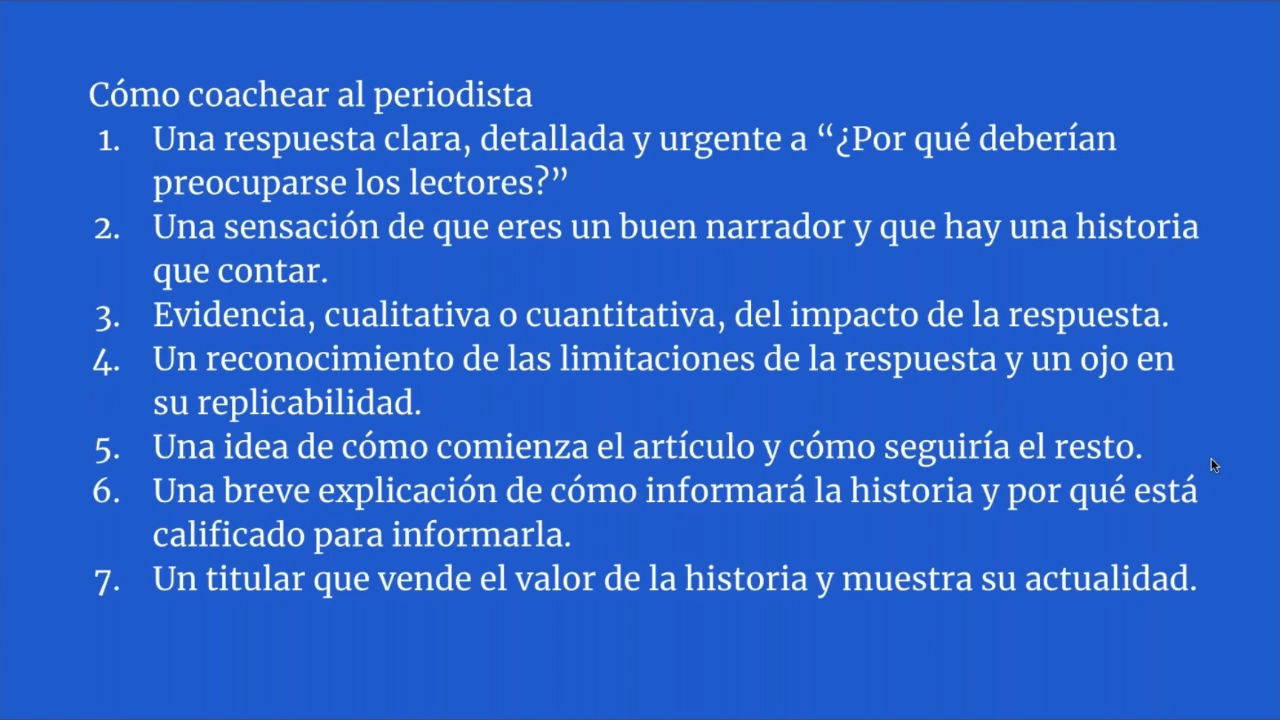 Cómo coachear al periodista
1. Una respuesta clara, detallada y urgente a “¿Por qué deberían
preocuparse los lectores?”
2. Una sensación de que eres un buen narrador y que hay una historia
que contar.
3. Evidencia, cualitativa o cuantitativa, del impacto de la respuesta.
4. Un reconocimiento de las limitaciones de la respuesta y un ojo en
su replicabilidad.
5. Una idea de cómo comienza el artículo y cómo seguiría el resto.
6. Una breve explicación de cómo informará la historia y por qué está
calificado para informarla.
7. Un titular que vende el valor de la historia y muestra su actualidad.